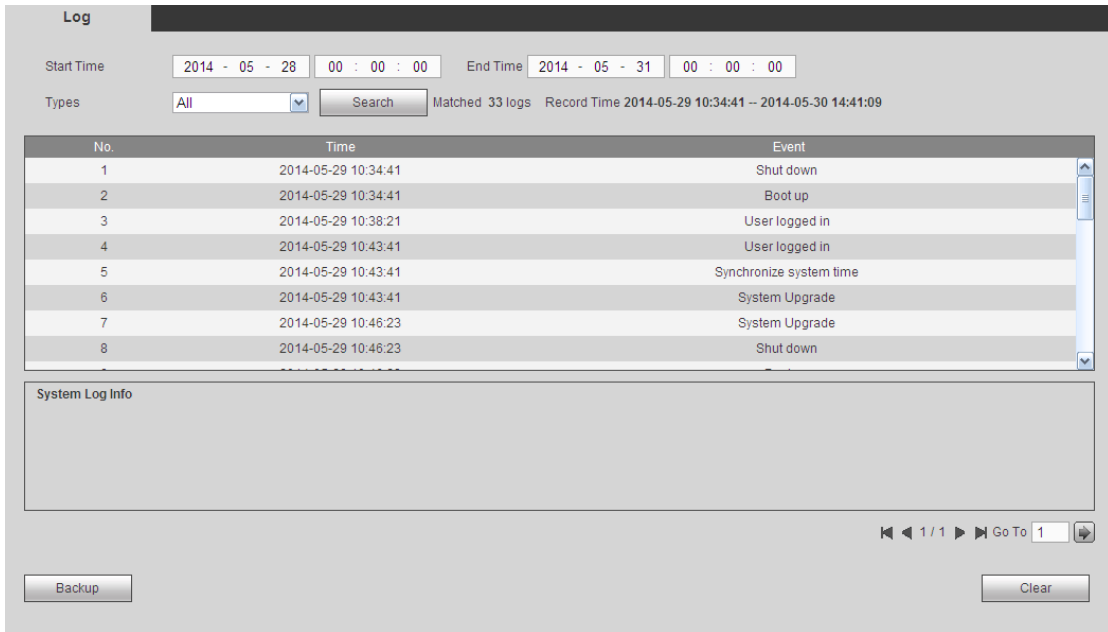 Log
Start Time 2014 - 05 - 28 00 : 00 : 00 End Time 2014 - 05 - 31 00 : 00 : 00
Types All Search Matched 33 logs Record Time 2014-05-29 10:34:41 -- 2014-05-30 14:41:09
No. Time Event
1 2014-05-29 10:34:41 Shut down
2 2014-05-29 10:34:41 Boot up
3 2014-05-29 10:38:21 User logged in
4 2014-05-29 10:43:41 User logged in
5 2014-05-29 10:43:41 Synchronize system time
6 2014-05-29 10:43:41 System Upgrade
7 2014-05-29 10:46:23 System Upgrade
8 2014-05-29 10:46:23 Shut down
System Log Info
1 / 1 Go To 1
Backup Clear